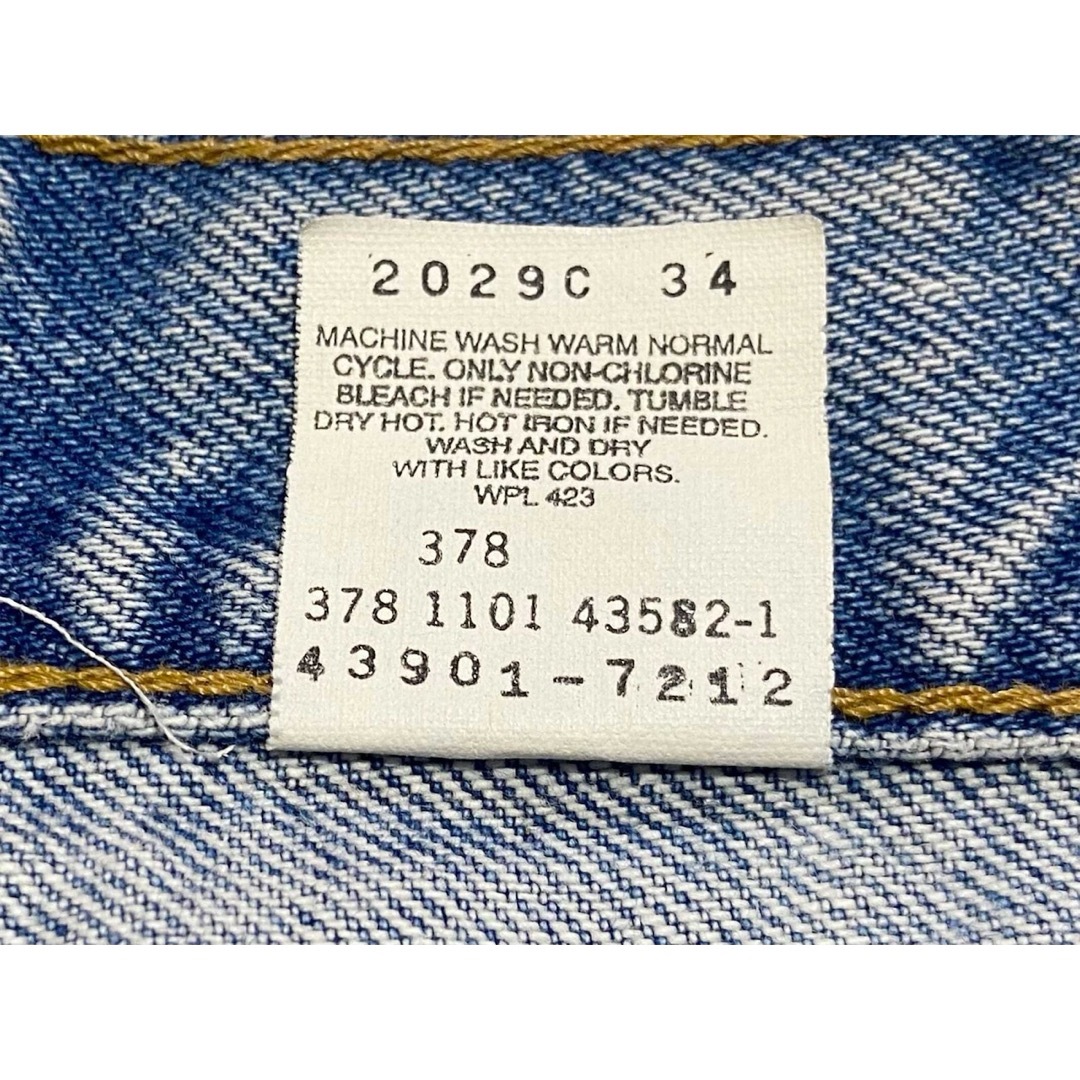 2029C 34
MACHINE WASH WARM NORMAL
CYCLE. ONLY NON-CHLORINE
BLEACH IF NEEDED. TUMBLE
DRY HOT. HOT IRON IF NEEDED.
WASH AND DRY
WITH LIKE COLORS.
WPL 423
378
378 1101 43582-1
43901-7212